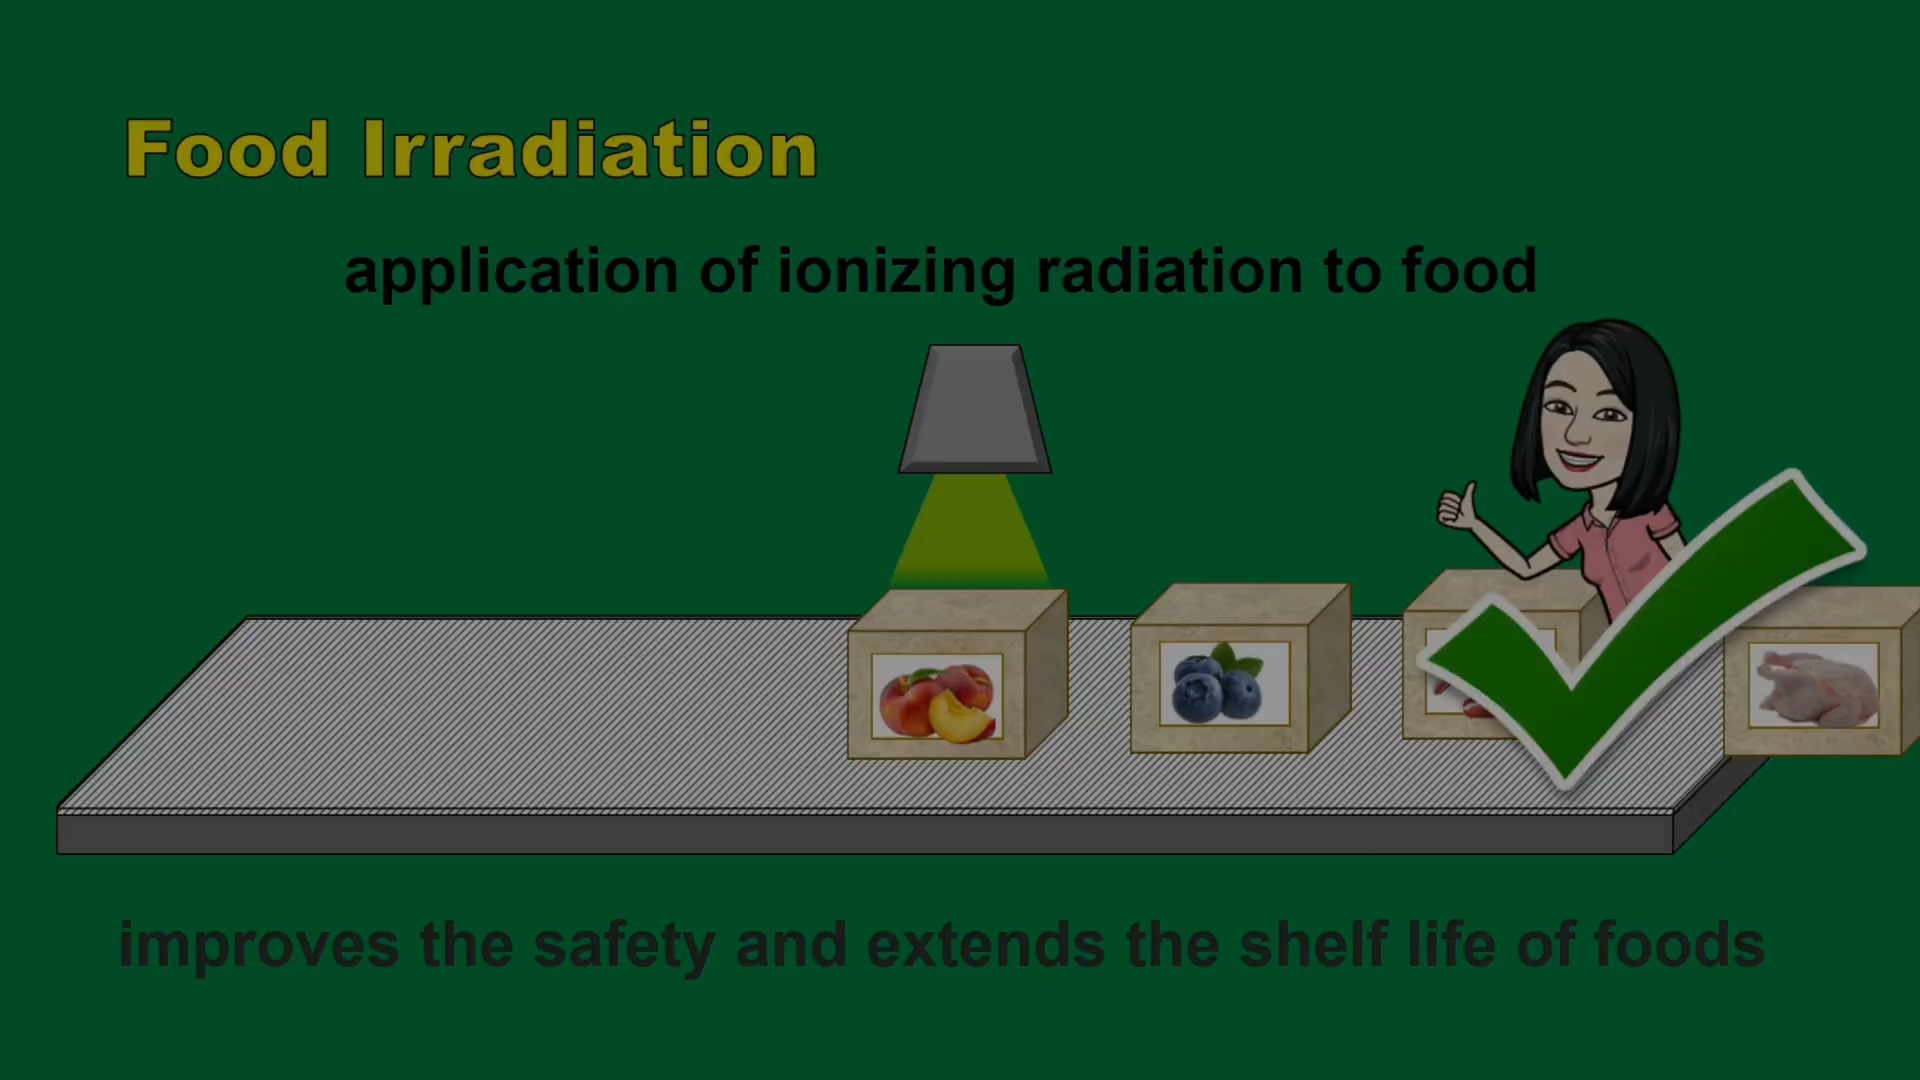 Food Irradiation
application of ionizing radiation to food
improves the safety and extends the shelf life of foods